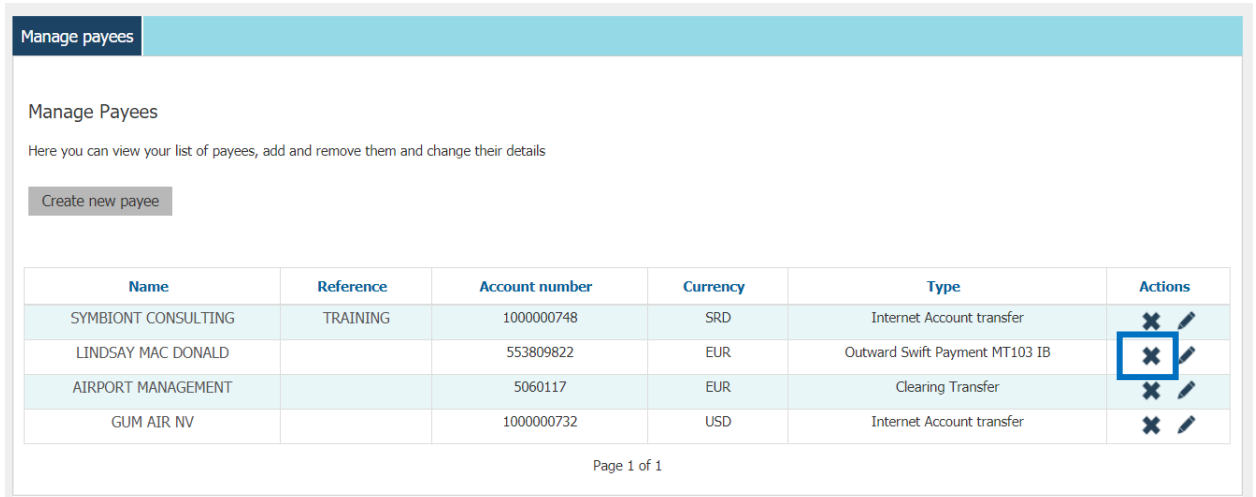 Manage payees
Manage Payees
Here you can view your list of payees, add and remove them and change their details
Create new payee
Name Reference Account number Currency Type Actions
SYMBIONT CONSULTING TRAINING 1000000748 SRD Internet Account transfer
LINDSAY MAC DONALD 553809822 EUR Outward Swift Payment MT103 IB
AIRPORT MANAGEMENT 5060117 EUR Clearing Transfer
GUM AIR NV 1000000732 USD Internet Account transfer
Page 1 of 1